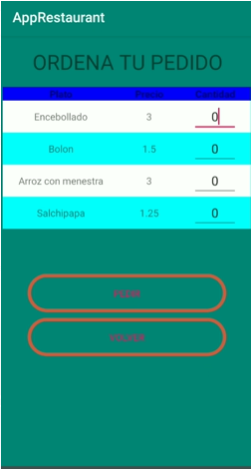 AppRestaurant
ORDENA TU PEDIDO
Plato Precio Cantidad
Encebollado 3 0
Bolon 1.5 0
Arroz con menestra 3 0
Salchipapa 1.25 0
PEDIR
VOLVER